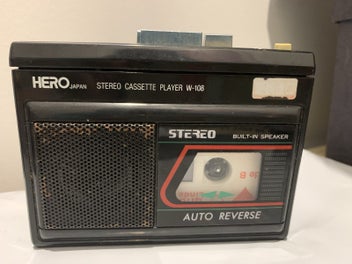 HERO JAPAN STEREO CASSETTE PLAYER W-108
STEREO BUILT-IN SPEAKER
AUTO REVERSE